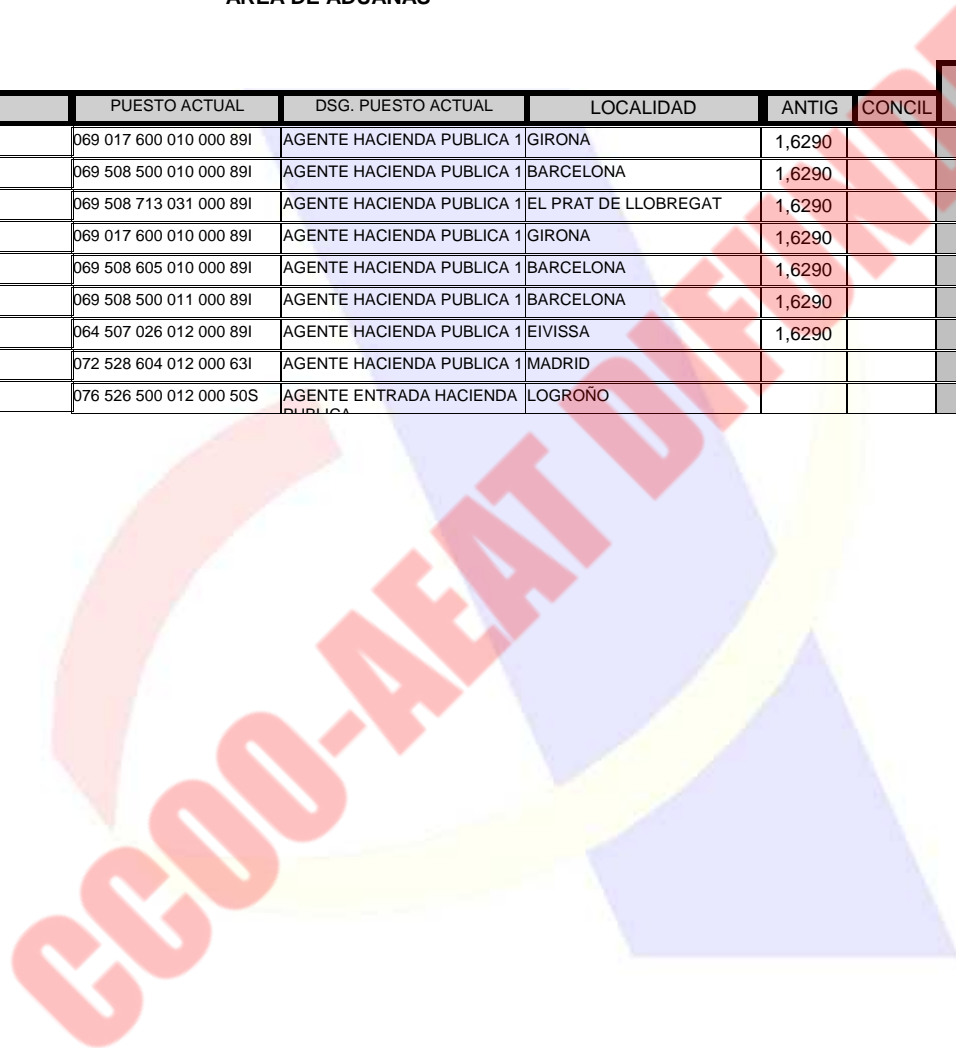 PUESTO ACTUAL DSG. PUESTO ACTUAL LOCALIDAD ANTIG CONCIL
069 017 600 010 000 89I AGENTE HACIENDA PUBLICA 1 GIRONA 1,6290
069 508 500 010 000 89I AGENTE HACIENDA PUBLICA 1 BARCELONA 1,6290
069 508 713 031 000 89I AGENTE HACIENDA PUBLICA 1 EL PRAT DE LLOBREGAT 1,6290
069 017 600 010 000 89I AGENTE HACIENDA PUBLICA 1 GIRONA 1,6290
069 508 605 010 000 89I AGENTE HACIENDA PUBLICA 1 BARCELONA 1,6290
069 508 500 011 000 89I AGENTE HACIENDA PUBLICA 1 BARCELONA 1,6290
064 507 026 012 000 89I AGENTE HACIENDA PUBLICA 1 EIVISSA 1,6290
072 528 604 012 000 63I AGENTE HACIENDA PUBLICA 1 MADRID
076 526 500 012 000 50S AGENTE ENTRADA HACIENDA LOGROÑO
CCOO-AEAT